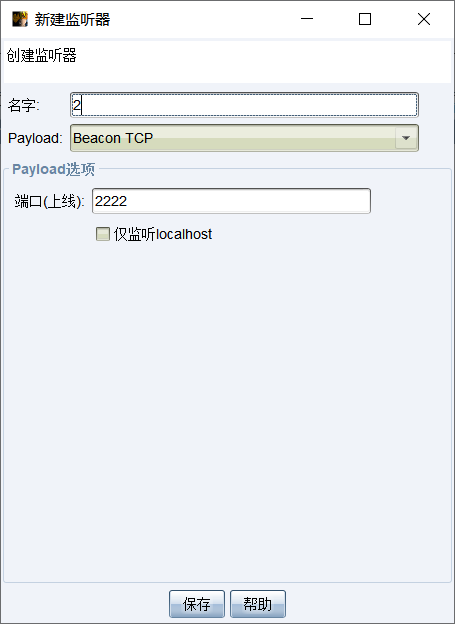 新建监听器
创建监听器
名字: 2
Payload: Beacon TCP
Payload选项
端口(上线): 2222
仅监听localhost
保存 帮助